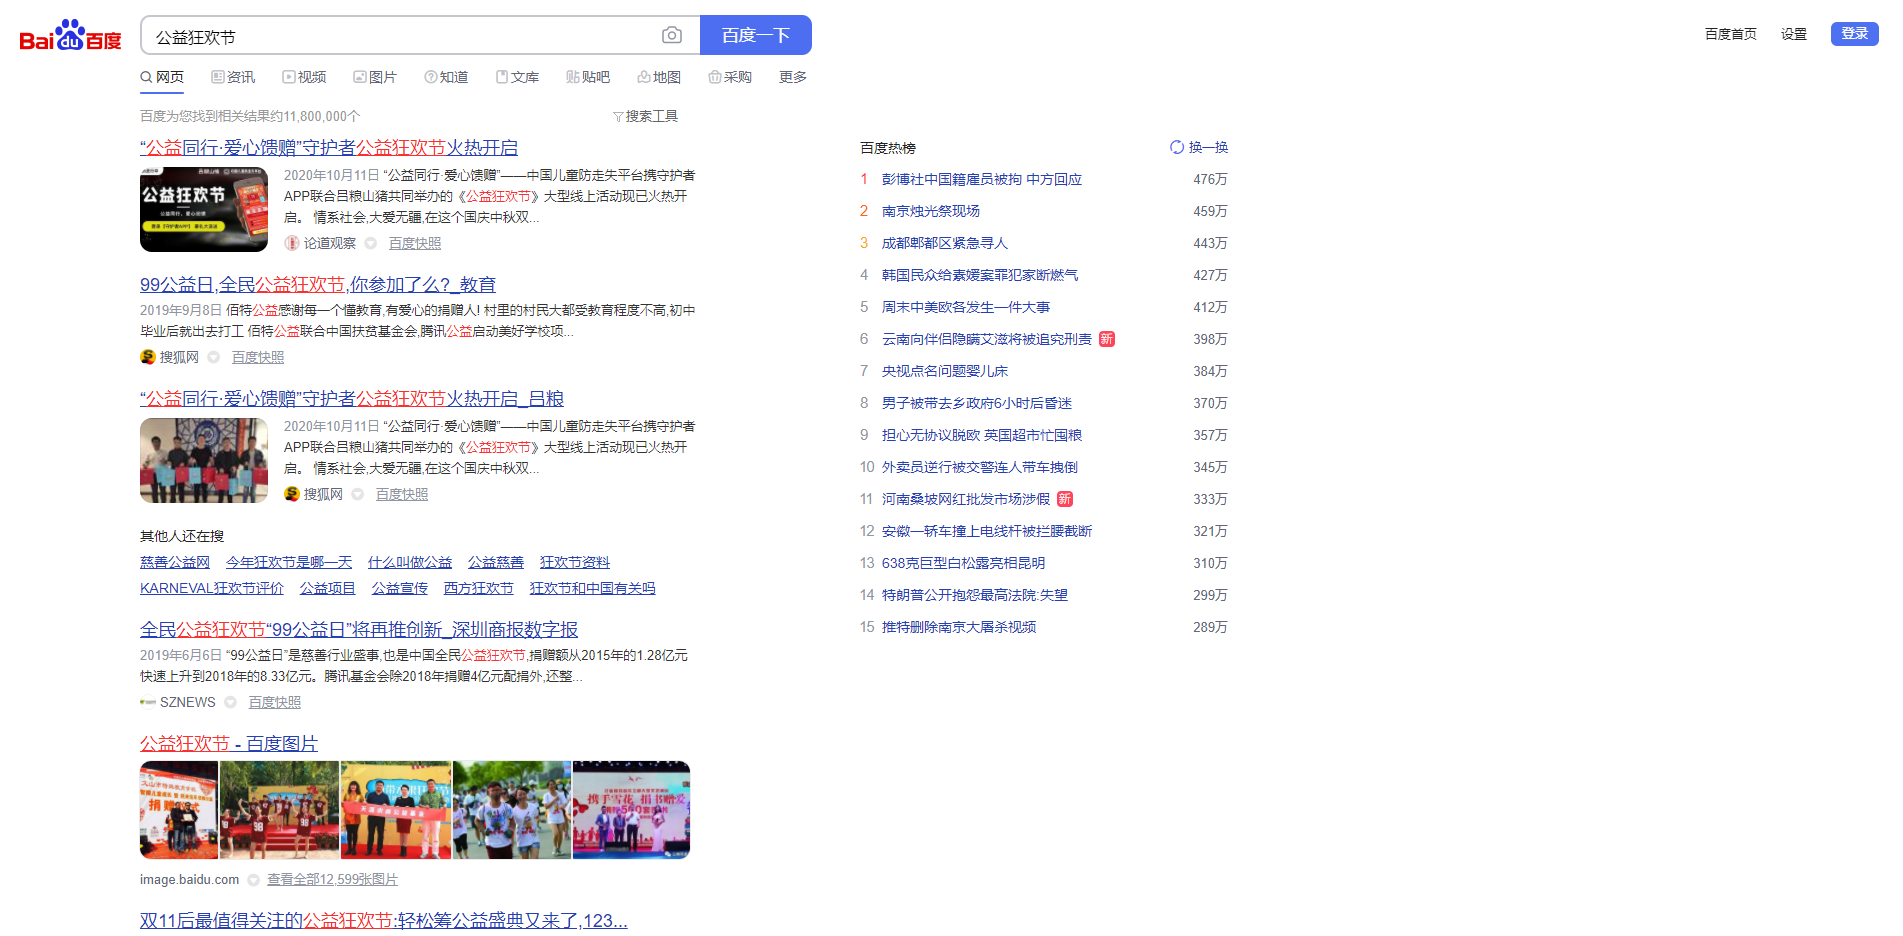 Bai du 百度
公益狂欢节
百度一下
百度首页 设置 登录
网页 资讯 视频 图片 知道 文库 贴吧 地图 采购 更多
百度为您找到相关结果约11,800,000个
搜索工具
“公益同行·爱心馈赠”守护者公益狂欢节火热开启
公益狂欢节
2020年10月11日 “公益同行·爱心馈赠”——中国儿童防走失平台携守护者
APP联合吕粮山猪共同举办的《公益狂欢节》大型线上活动现已火热开
启。 情系社会,大爱无疆,在这个国庆中秋双...
论道观察 百度快照
99公益日,全民公益狂欢节,你参加了么?_教育
2019年9月8日 佰特公益感谢每一个懂教育,有爱心的捐赠人! 村里的村民大都受教育程度不高,初中
毕业后就出去打工 佰特公益联合中国扶贫基金会,腾讯公益启动美好学校项...
搜狐网 百度快照
“公益同行·爱心馈赠”守护者公益狂欢节火热开启_吕粮
2020年10月11日 “公益同行·爱心馈赠”——中国儿童防走失平台携守护者
APP联合吕粮山猪共同举办的《公益狂欢节》大型线上活动现已火热开
启。 情系社会,大爱无疆,在这个国庆中秋双...
搜狐网 百度快照
其他人还在搜
慈善公益网 今年狂欢节是哪一天 什么叫做公益 公益慈善 狂欢节资料
KARNEVAL狂欢节评价 公益项目 公益宣传 西方狂欢节 狂欢节和中国有关吗
全民公益狂欢节“99公益日”将再推创新_深圳商报数字报
2019年6月6日 “99公益日”是慈善行业盛事,也是中国全民公益狂欢节,捐赠额从2015年的1.28亿元
快速上升到2018年的8.33亿元。腾讯基金会除2018年捐赠4亿元配捐外,还整...
SZNEWS 百度快照
公益狂欢节 - 百度图片
image.baidu.com 查看全部12,599张图片
双11后最值得关注的公益狂欢节:轻松筹公益盛典又来了,123...
百度热榜 换一换
1 彭博社中国籍雇员被拘 中方回应 476万
2 南京烛光祭现场 459万
3 成都郫都区紧急寻人 443万
4 韩国民众给素媛案罪犯家断燃气 427万
5 周末中美欧各发生一件大事 412万
6 云南向伴侣隐瞒艾滋将被追究刑责 新 398万
7 央视点名问题婴儿床 384万
8 男子被带去乡政府6小时后昏迷 370万
9 担心无协议脱欧 英国超市忙囤粮 357万
10 外卖员逆行被交警连人带车拽倒 345万
11 河南桑坡网红批发市场涉假 新 333万
12 安徽一轿车撞上电线杆被拦腰截断 321万
13 638克巨型白松露亮相昆明 310万
14 特朗普公开抱怨最高法院:失望 299万
15 推特删除南京大屠杀视频 289万